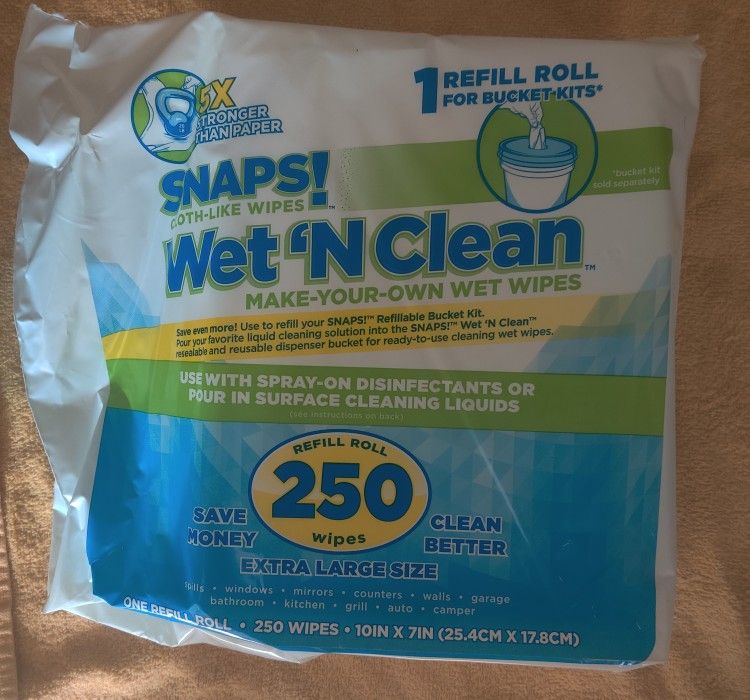 5X
STRONGER
THAN PAPER
1 REFILL ROLL
FOR BUCKET KITS*
*bucket kit
sold separately
SNAPS!
CLOTH-LIKE WIPES™
Wet 'N Clean™
MAKE-YOUR-OWN WET WIPES
Save even more! Use to refill your SNAPS!™ Refillable Bucket Kit.
Pour your favorite liquid cleaning solution into the SNAPS!™ Wet 'N Clean™
resealable and reusable dispenser bucket for ready-to-use cleaning wet wipes.
USE WITH SPRAY-ON DISINFECTANTS OR
POUR IN SURFACE CLEANING LIQUIDS
(see instructions on back)
REFILL ROLL
250
wipes
SAVE
MONEY
CLEAN
BETTER
EXTRA LARGE SIZE
spills • windows • mirrors • counters • walls • garage
bathroom • kitchen • grill • auto • camper
ONE REFILL ROLL • 250 WIPES • 10IN X 7IN (25.4CM X 17.8CM)